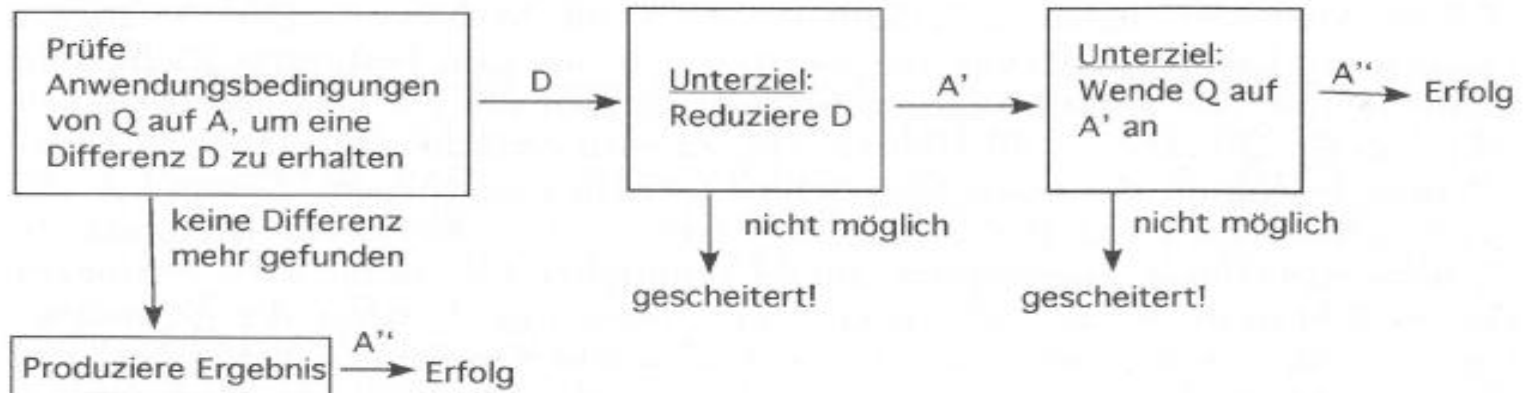 Prüfe
Anwendungsbedingungen
von Q auf A, um eine
Differenz D zu erhalten
D
Unterziel:
Reduziere D
A'
Unterziel:
Wende Q auf
A' an
A'‘
Erfolg
keine Differenz
mehr gefunden
nicht möglich
nicht möglich
gescheitert!
gescheitert!
Produziere Ergebnis
A'‘
Erfolg